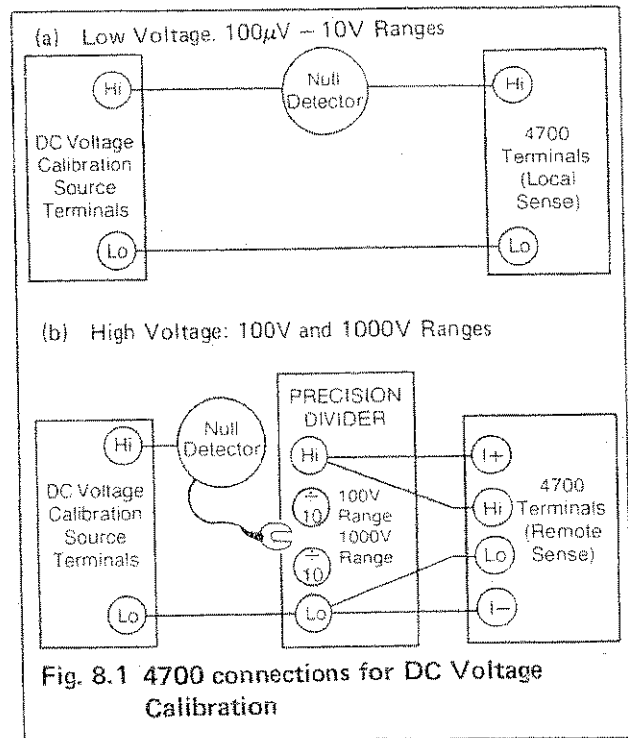 (a) Low Voltage. 100µV – 10V Ranges
Hi
Null
Detector
Hi
DC Voltage
Calibration
Source
Terminals
4700
Terminals
(Local
Sense)
Lo
Lo
(b) High Voltage: 100V and 1000V Ranges
PRECISION
DIVIDER
Hi
Null
Detector
Hi
I+
DC Voltage
Calibration
Source
Terminals
÷
10
100V
Range
1000V
Range
÷
10
Hi
4700
Terminals
(Remote
Sense)
Lo
Lo
Lo
I–
Fig. 8.1 4700 connections for DC Voltage
Calibration